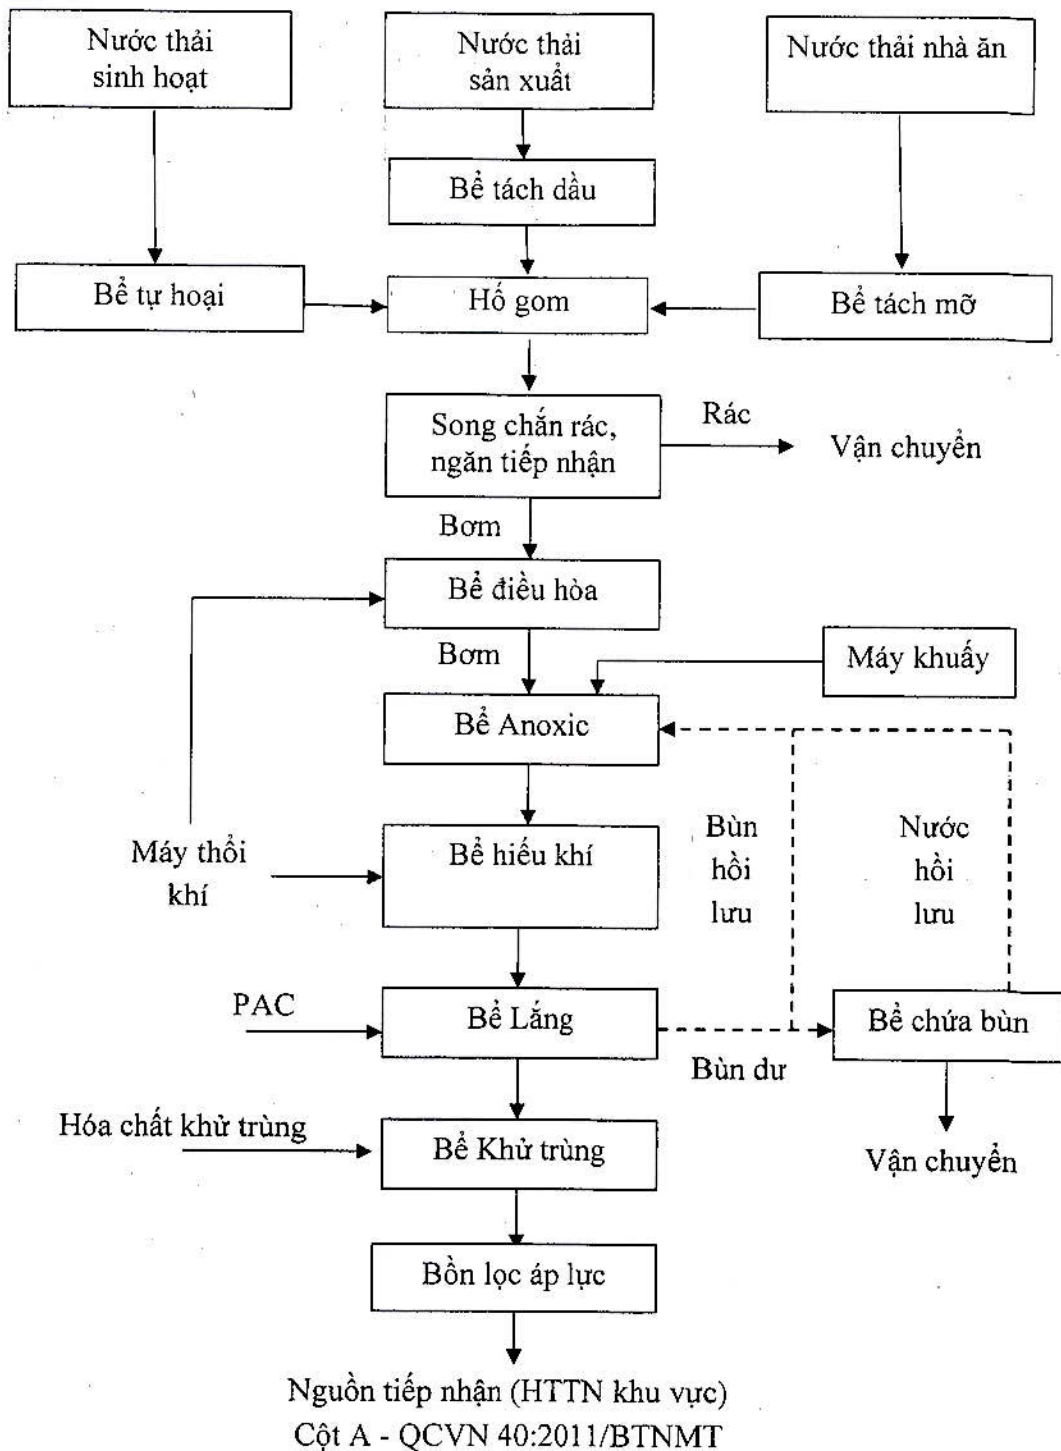 Nước thải
sinh hoạt
Nước thải
sản xuất
Nước thải nhà ăn
Bể tách dầu
Bể tự hoại
Hố gom
Bể tách mỡ
Song chắn rác,
ngăn tiếp nhận
Rác
Vận chuyển
Bơm
Bể điều hòa
Bơm
Máy khuấy
Bể Anoxic
Máy thổi
khí
Bể hiếu khí
Bùn
hồi
lưu
Nước
hồi
lưu
PAC
Bể Lắng
Bùn dư
Bể chứa bùn
Hóa chất khử trùng
Bể Khử trùng
Vận chuyển
Bồn lọc áp lực
Nguồn tiếp nhận (HTTN khu vực)
Cột A - QCVN 40:2011/BTNMT